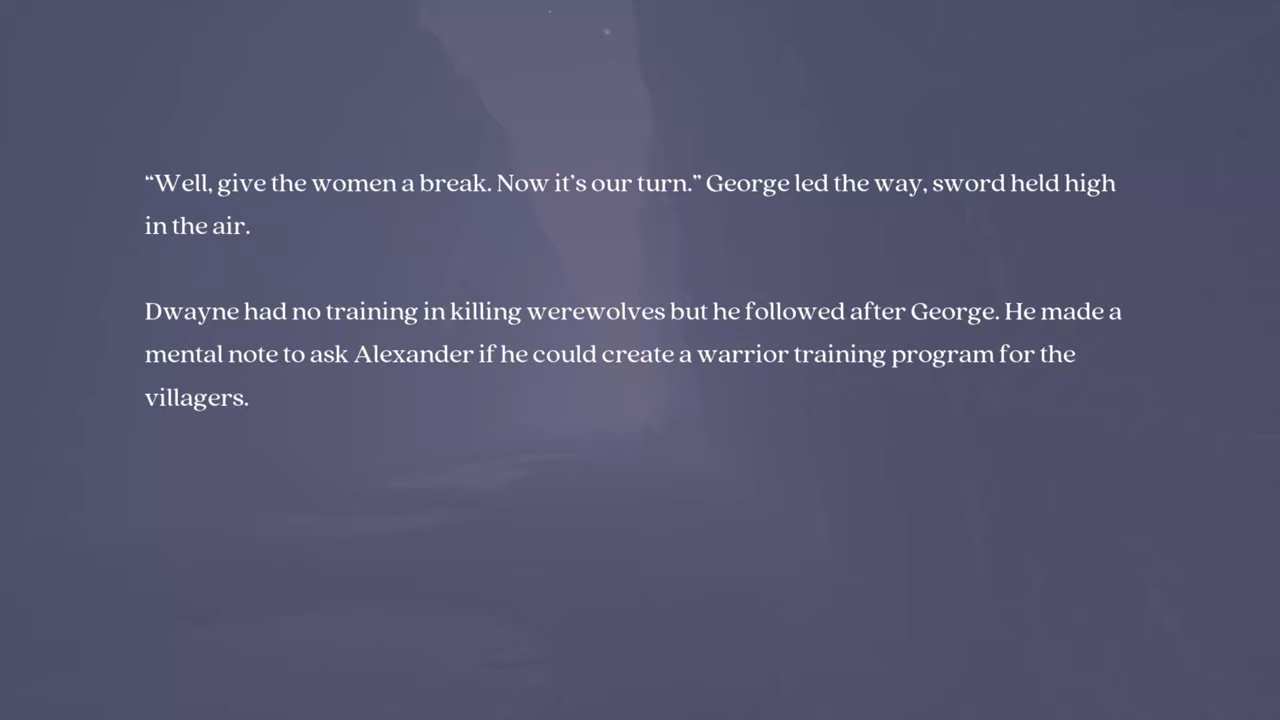 “Well, give the women a break. Now it’s our turn.” George led the way, sword held high
in the air.
Dwayne had no training in killing werewolves but he followed after George. He made a
mental note to ask Alexander if he could create a warrior training program for the
villagers.